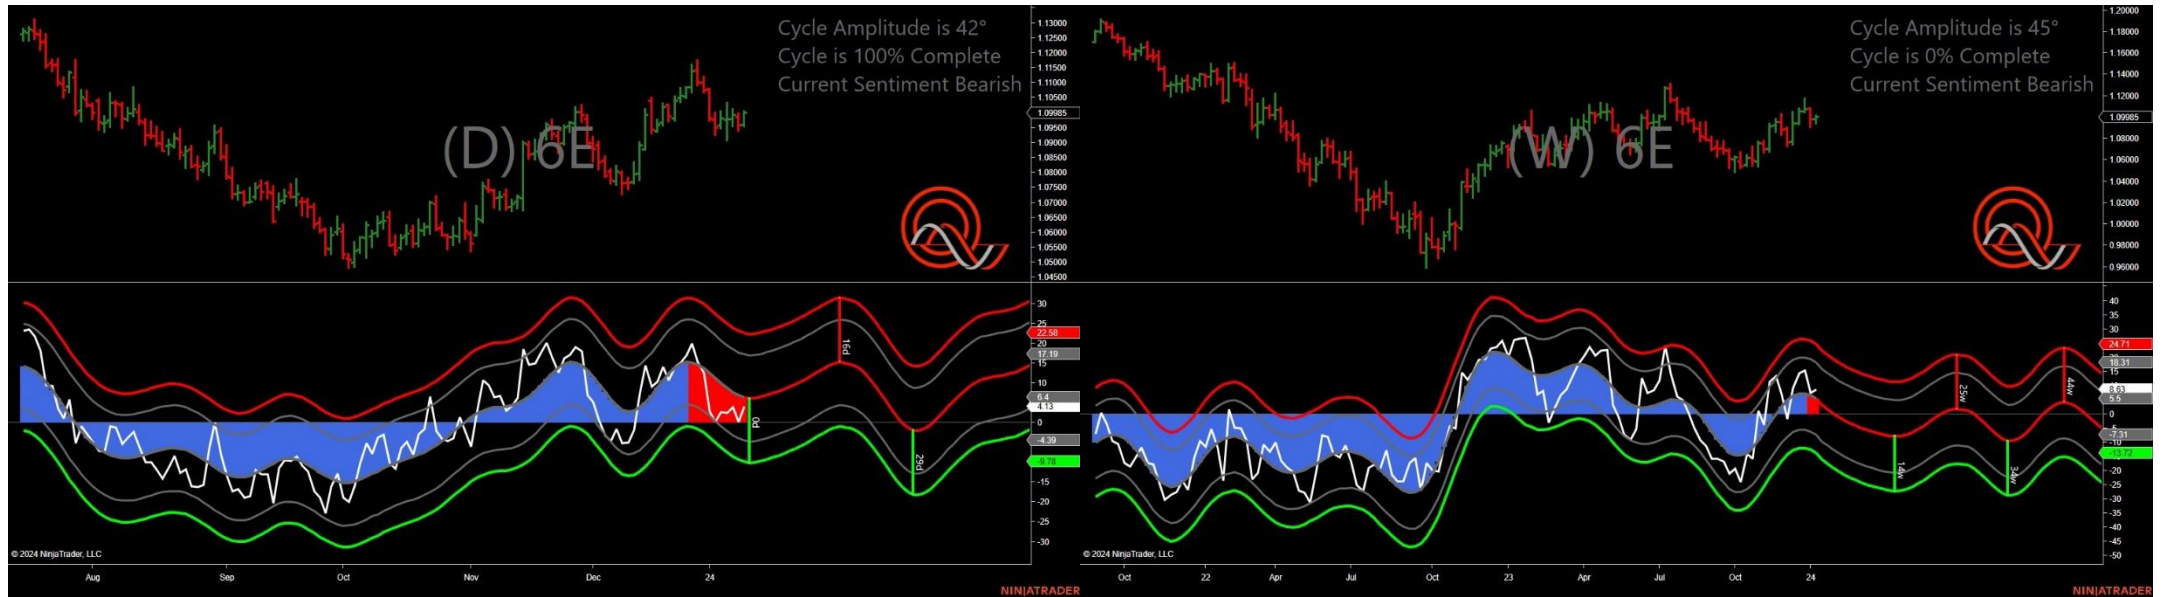 Cycle Amplitude is 42°
Cycle is 100% Complete
Current Sentiment Bearish
(D) 6E
1.13000
1.12500
1.12000
1.11500
1.11000
1.10500
1.09985
1.09500
1.09000
1.08500
1.08000
1.07500
1.07000
1.06500
1.06000
1.05500
1.05000
1.04500
30
25
22.58
20
17.19
15
10
6.4
4.13
0
-4.39
-9.78
-15
-20
-25
-30
0d
16d
29d
© 2024 NinjaTrader, LLC
Aug
Sep
Oct
Nov
Dec
24
NINJATRADER
Cycle Amplitude is 45°
Cycle is 0% Complete
Current Sentiment Bearish
(W) 6E
1.20000
1.18000
1.16000
1.14000
1.12000
1.09985
1.08000
1.06000
1.04000
1.02000
1.00000
0.98000
0.96000
40
35
30
24.71
18.31
15
8.63
5.5
0
-7.31
-10
-13.72
-20
-25
-30
-35
-40
-45
-50
14w
25w
34w
44w
© 2024 NinjaTrader, LLC
Oct
22
Apr
Jul
Oct
23
Apr
Jul
Oct
24
NINJATRADER